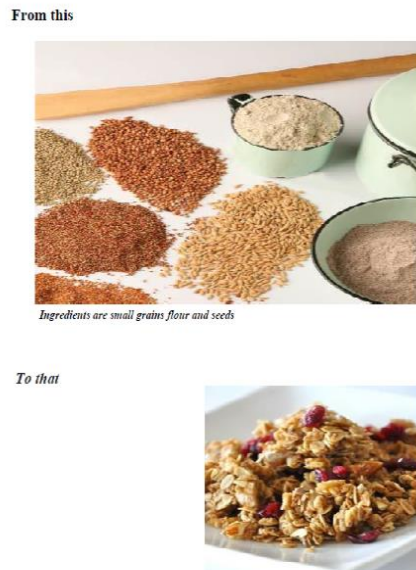 From this
Ingredients are small grains flour and seeds
To that